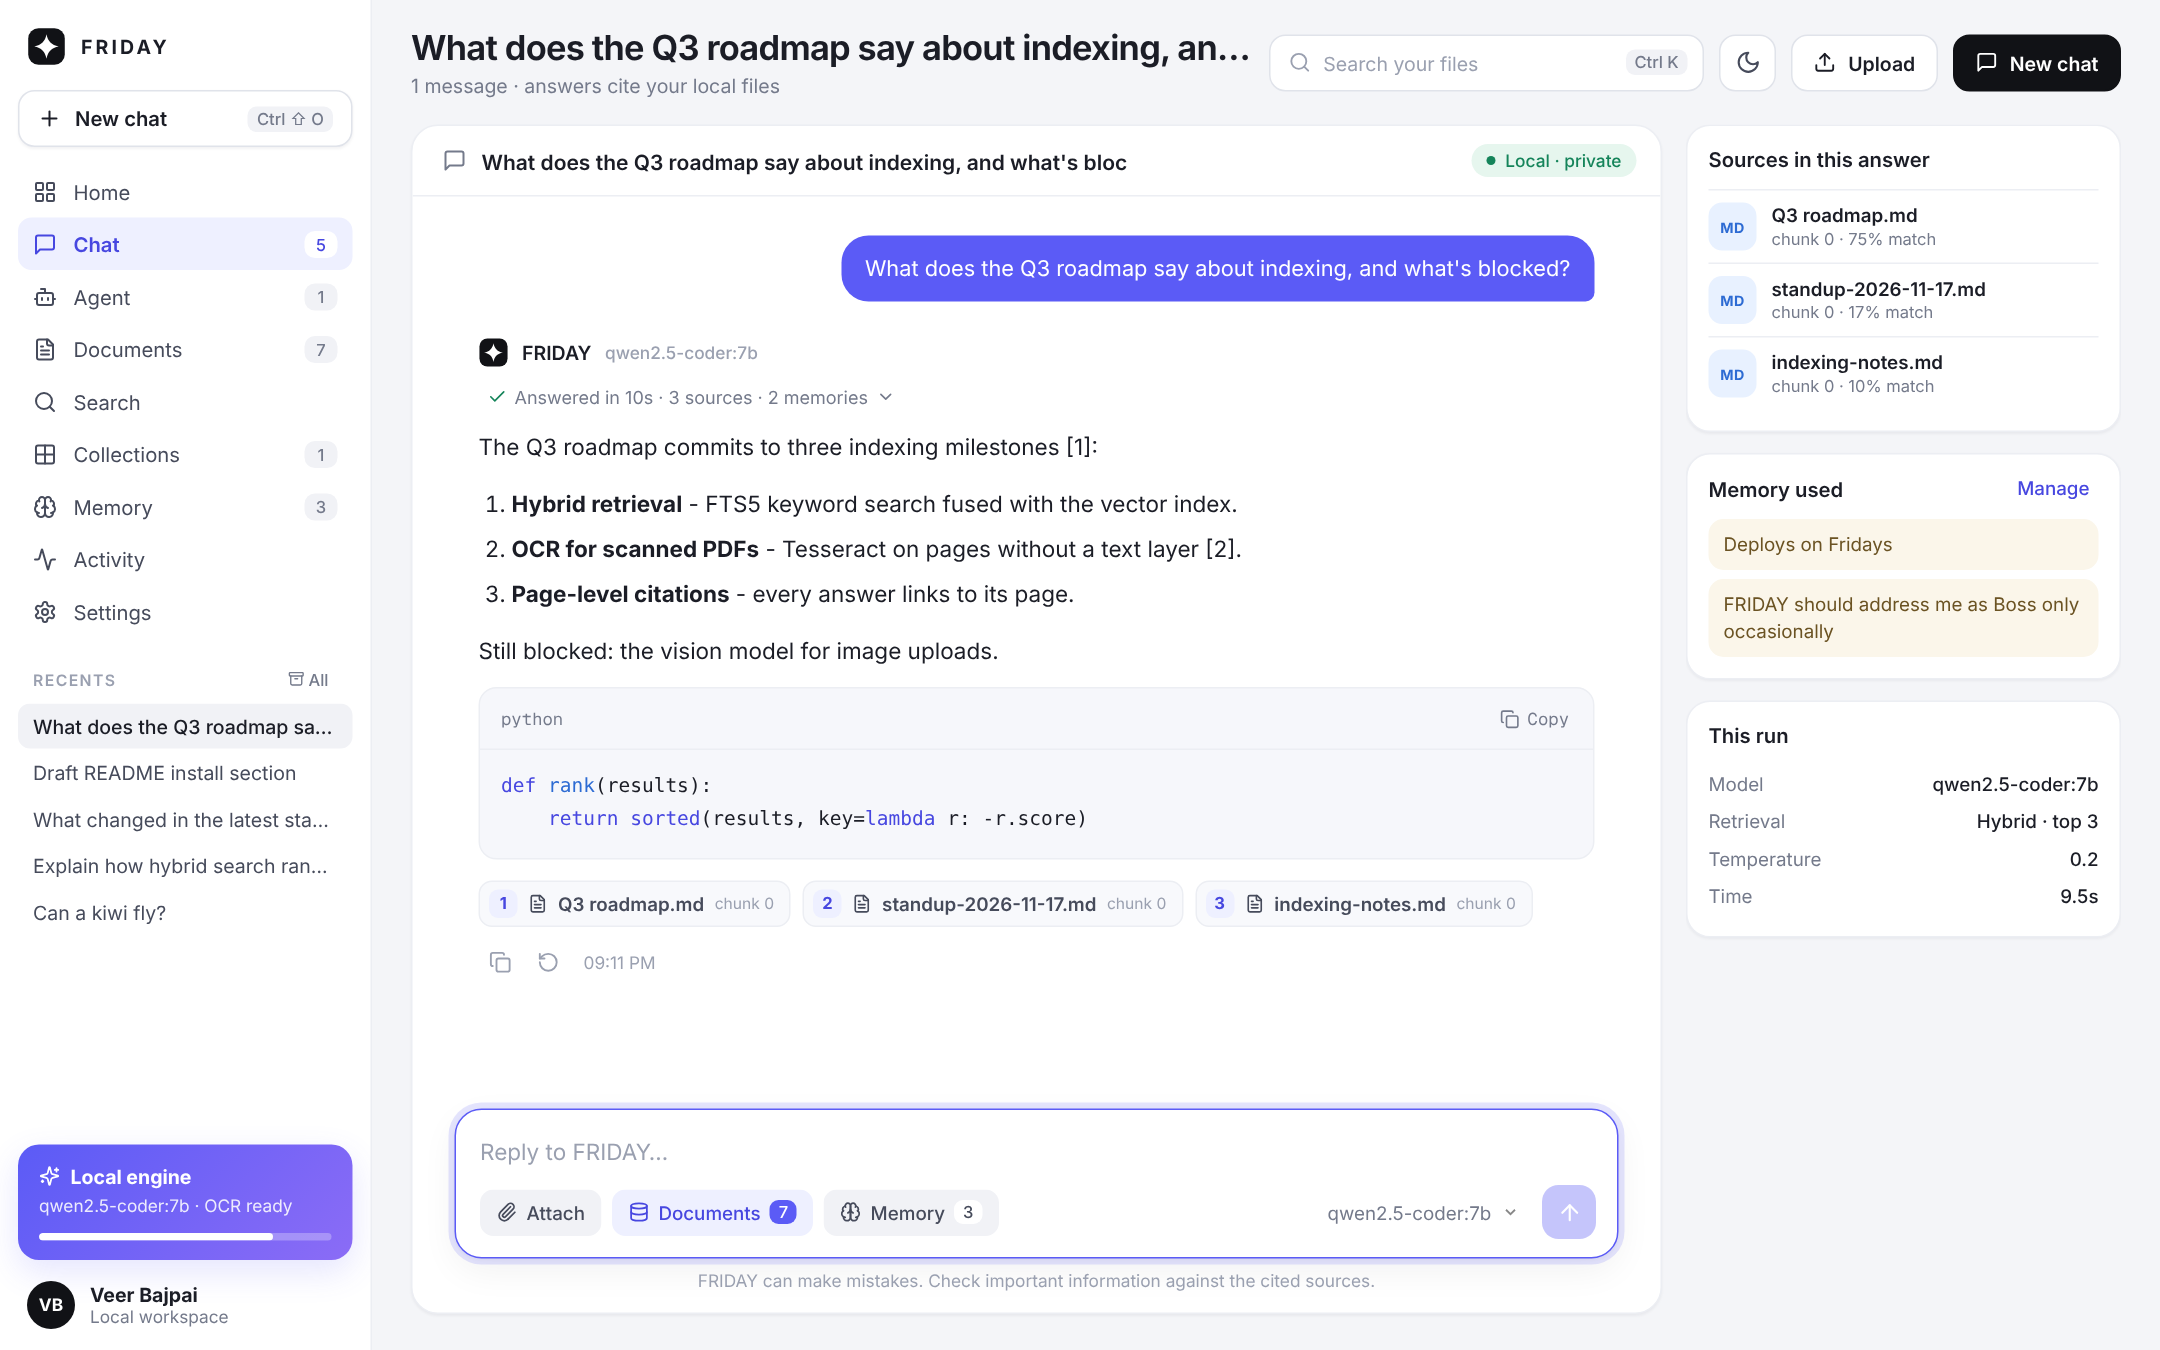 FRIDAY
New chat
Ctrl ⇧ O
Home
Chat
5
Agent
1
Documents
7
Search
Collections
1
Memory
3
Activity
Settings
RECENTS
All
What does the Q3 roadmap sa...
Draft README install section
What changed in the latest sta...
Explain how hybrid search ran...
Can a kiwi fly?
Local engine
qwen2.5-coder:7b · OCR ready
VB
Veer Bajpai
Local workspace
What does the Q3 roadmap say about indexing, an...
1 message · answers cite your local files
Search your files
Ctrl K
Upload
New chat
What does the Q3 roadmap say about indexing, and what's bloc
Local · private
What does the Q3 roadmap say about indexing, and what's blocked?
FRIDAY qwen2.5-coder:7b
Answered in 10s · 3 sources · 2 memories
The Q3 roadmap commits to three indexing milestones [1]:
1. Hybrid retrieval - FTS5 keyword search fused with the vector index.
2. OCR for scanned PDFs - Tesseract on pages without a text layer [2].
3. Page-level citations - every answer links to its page.
Still blocked: the vision model for image uploads.
python
Copy
def rank(results):
    return sorted(results, key=lambda r: -r.score)
1 Q3 roadmap.md chunk 0
2 standup-2026-11-17.md chunk 0
3 indexing-notes.md chunk 0
09:11 PM
Reply to FRIDAY...
Attach
Documents 7
Memory 3
qwen2.5-coder:7b
FRIDAY can make mistakes. Check important information against the cited sources.
Sources in this answer
MD
Q3 roadmap.md
chunk 0 · 75% match
MD
standup-2026-11-17.md
chunk 0 · 17% match
MD
indexing-notes.md
chunk 0 · 10% match
Memory used
Manage
Deploys on Fridays
FRIDAY should address me as Boss only
occasionally
This run
Model qwen2.5-coder:7b
Retrieval Hybrid · top 3
Temperature 0.2
Time 9.5s